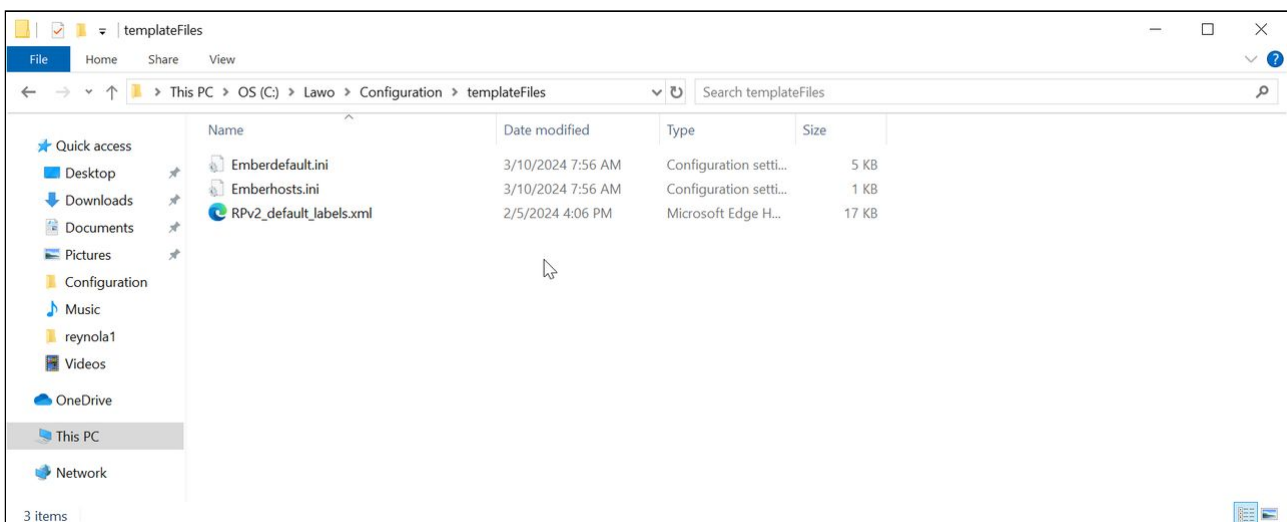 templateFiles
File Home Share View
This PC > OS (C:) > Lawo > Configuration > templateFiles Search templateFiles
Name Date modified Type Size
Quick access
Desktop
Downloads
Documents
Pictures
Configuration
Music
reynola1
Videos
OneDrive
This PC
Network
Emberdefault.ini 3/10/2024 7:56 AM Configuration setti... 5 KB
Emberhosts.ini 3/10/2024 7:56 AM Configuration setti... 1 KB
RPv2_default_labels.xml 2/5/2024 4:06 PM Microsoft Edge H... 17 KB
3 items